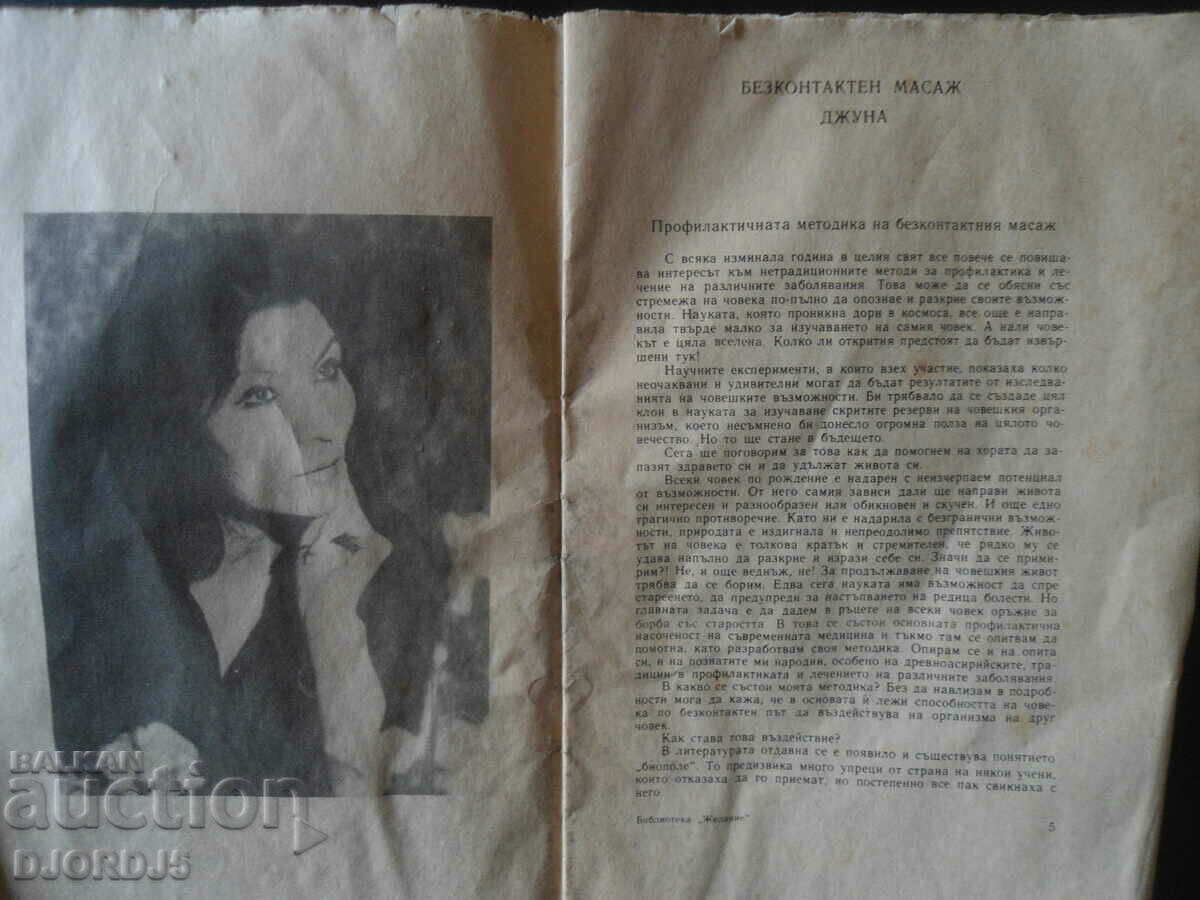 БЕЗКОНТАКТЕН МАСАЖ
ДЖУНА
Профилактичната методика на безконтактния масаж
С всяка изминала година в целия свят все повече се повиша-
ва интересът към нетрадиционните методи за профилактика и ле-
чение на различните заболявания. Това може да се обясни със
стремежа на човека по-пълно да опознае и разкрие своите възмож-
ности. Науката, която проникна дори в космоса, все още е направ-
вила твърде малко за изучаването на самия човек. А нали чове-
кът е цяла вселена. Колко ли открития предстоят да бъдат извър-
шени тук!
Научните експерименти, в които взех участие, показаха колко
неочаквани и удивителни могат да бъдат резултатите от изследва-
нията на човешките възможности. Би трябвало да се създаде цял
клон в науката за изучаване скритите резерви на човешкия орга-
низъм, което несъмнено би донесло огромна полза на цялото чо-
вечество. Но то ще стане в бъдещето.
Сега ще поговорим за това как да помогнем на хората да за-
пазят здравето си и да удължат живота си.
Всеки човек по рождение е надарен с неизчерпаем потенциал
от възможности. От него самия зависи дали ще направи живота
си интересен и разнообразен или обикновен и скучен. И още едно
трагично противоречие. Като ни е надарила с безгранични възмож-
ности, природата е издигнала и непреодолимо препятствие. Живо-
тът на човека е толкова кратък и стремителен, че рядко му се
удава напълно да разкрие и изрази себе си. Значи да се прими-
рим?! Не, и още веднъж, не! За продължаване на човешкия живот
трябва да се борим. Едва сега науката има възможност да спре
стареенето, да предупреди за настъпването на редица болести. Но
главната задача е да дадем в ръцете на всеки човек оръжие за
борба със старостта. В това се състои основната профилактична
насоченост на съвременната медицина и тъкмо там се опитвам да
помогна, като разработвам своя методика. Опирам се и на опита
си, и на познатите ми народни, особено на древноасирийските, тра-
диции в профилактиката и лечението на различните заболявания.
В какво се състои моята методика? Без да навлизам в подроб-
ности мога да кажа, че в основата ѝ лежи способността на чове-
ка по безконтактен път да въздействува на организма на друг
човек.
Как става това въздействие?
В литературата отдавна се е появило и съществува понятието
„биополе“. То предизвика много упреци от страна на някои учени,
които отказаха да го приемат, но постепенно все пак свикнаха с
него.
Библиотека „Желание“
5
BALKAN
auction
DJORDJ5